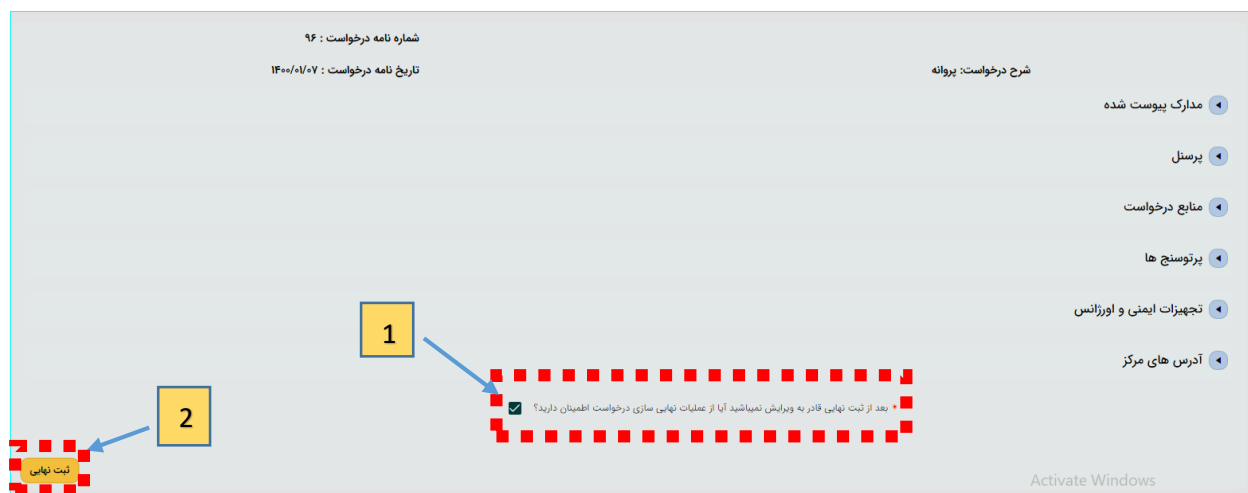 شماره نامه درخواست : ۹۶
شرح درخواست: پروانه
تاریخ نامه درخواست : ۱۴۰۰/۰۱/۰۷
مدارک پیوست شده
پرسنل
منابع درخواست
پرتوسنج ها
تجهیزات ایمنی و اورژانس
آدرس های مرکز
1
* بعد از ثبت نهایی قادر به ویرایش نمیباشید آیا از عملیات نهایی سازی درخواست اطمینان دارید؟
2
ثبت نهایی
Activate Windows